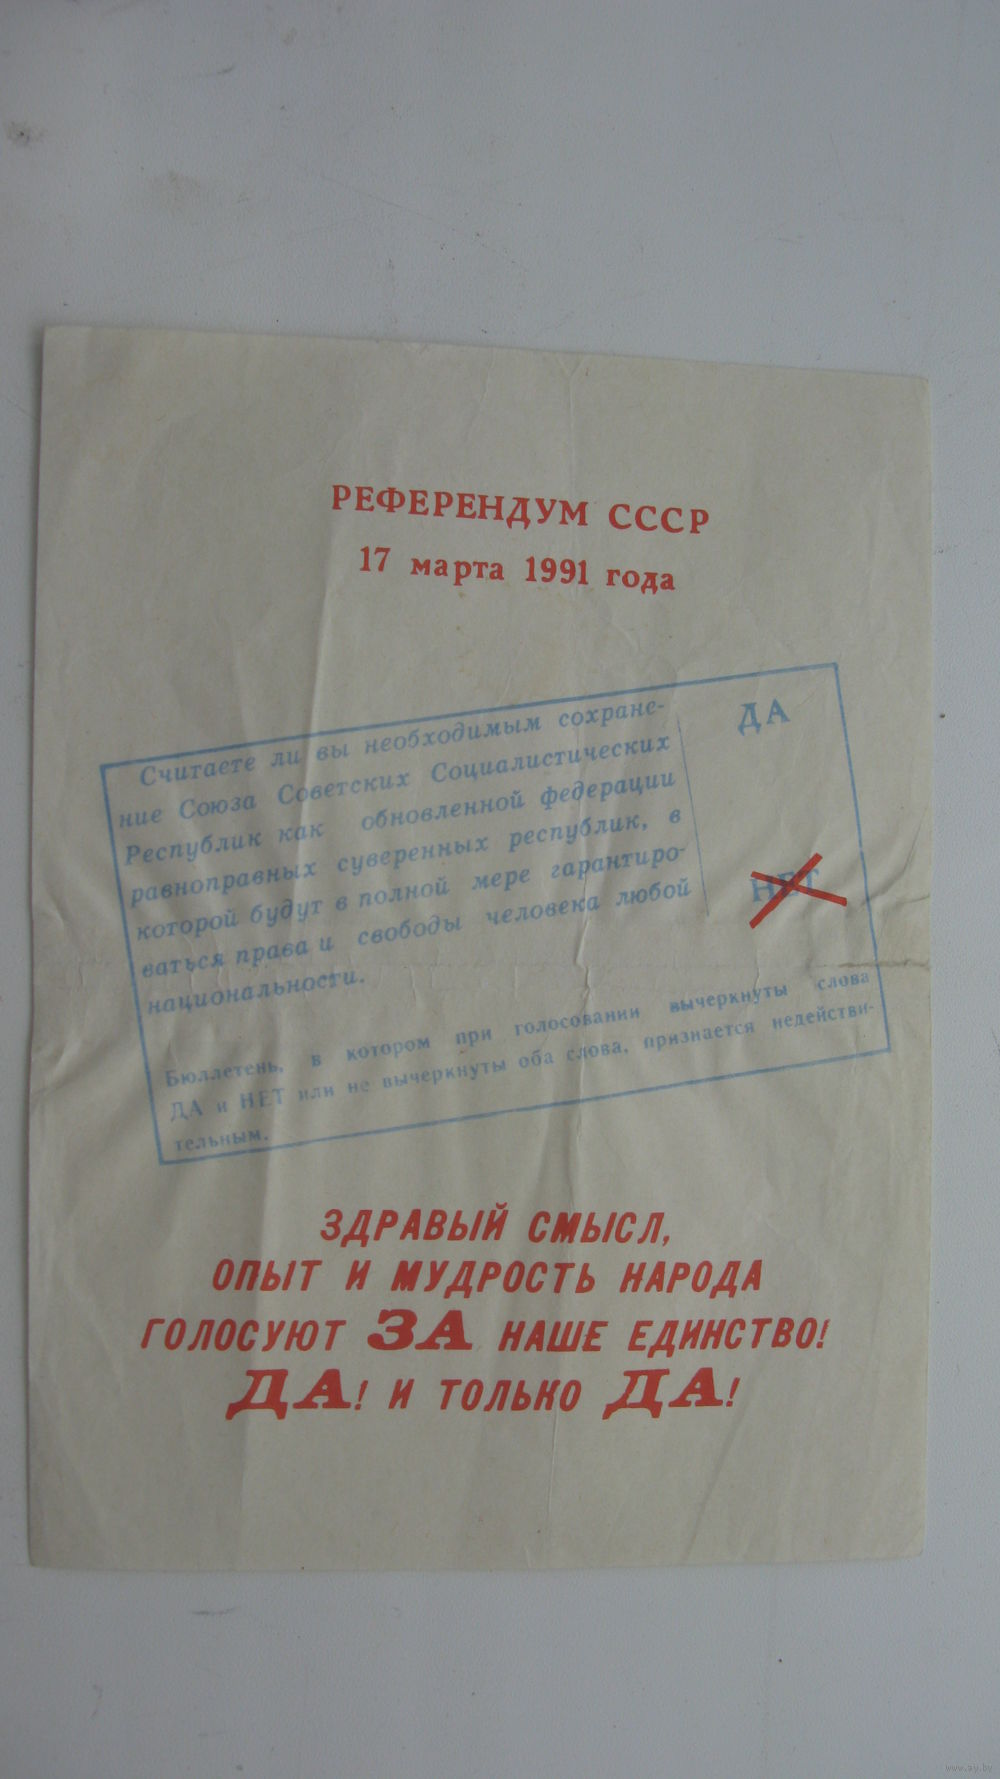 РЕФЕРЕНДУМ СССР
17 марта 1991 года
Считаете ли вы необходимым сохране-
ние Союза Советских Социалистических
Республик как обновленной федерации
равноправных суверенных республик, в
которой будут в полной мере гарантиро-
ваться права и свободы человека любой
национальности.
ДА
НЕТ
Бюллетень, в котором при голосовании вычеркнуты слова
ДА и НЕТ или не вычеркнуты оба слова, признается недействи-
тельным.
ЗДРАВЫЙ СМЫСЛ,
ОПЫТ И МУДРОСТЬ НАРОДА
ГОЛОСУЮТ ЗА НАШЕ ЕДИНСТВО!
ДА! И ТОЛЬКО ДА!
www.ay.by